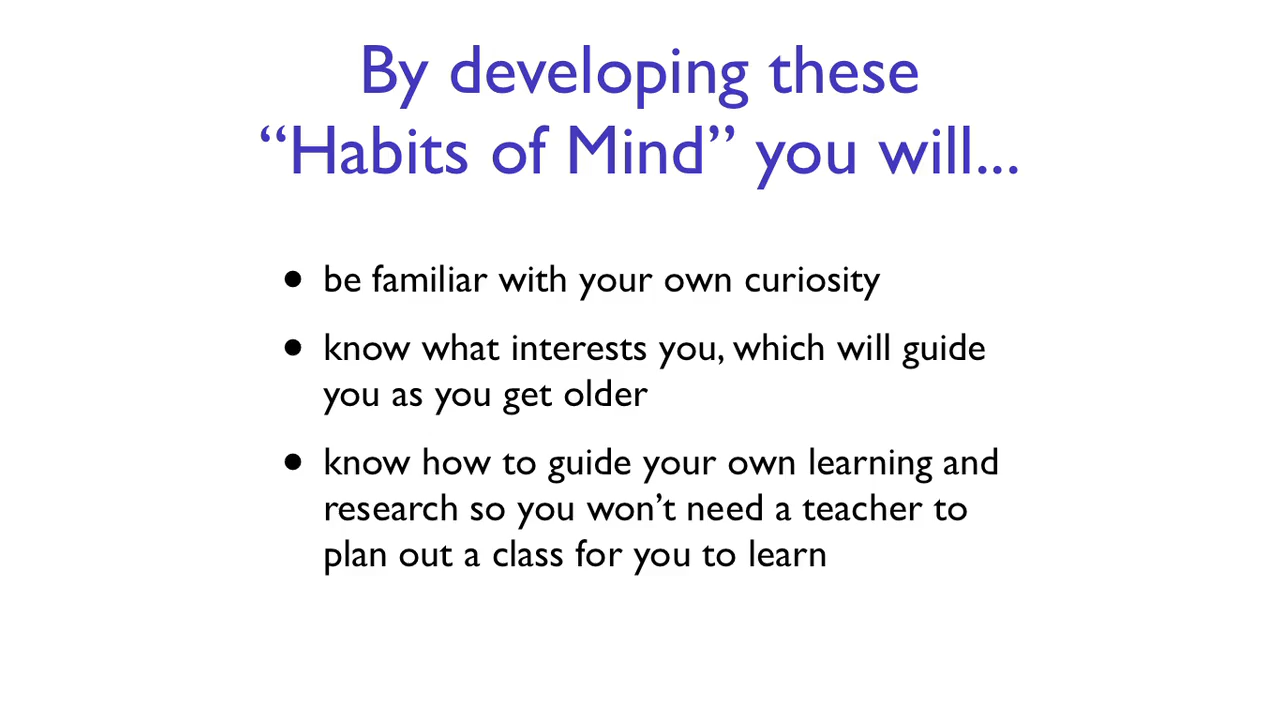 By developing these
“Habits of Mind” you will...
• be familiar with your own curiosity
• know what interests you, which will guide
you as you get older
• know how to guide your own learning and
research so you won’t need a teacher to
plan out a class for you to learn